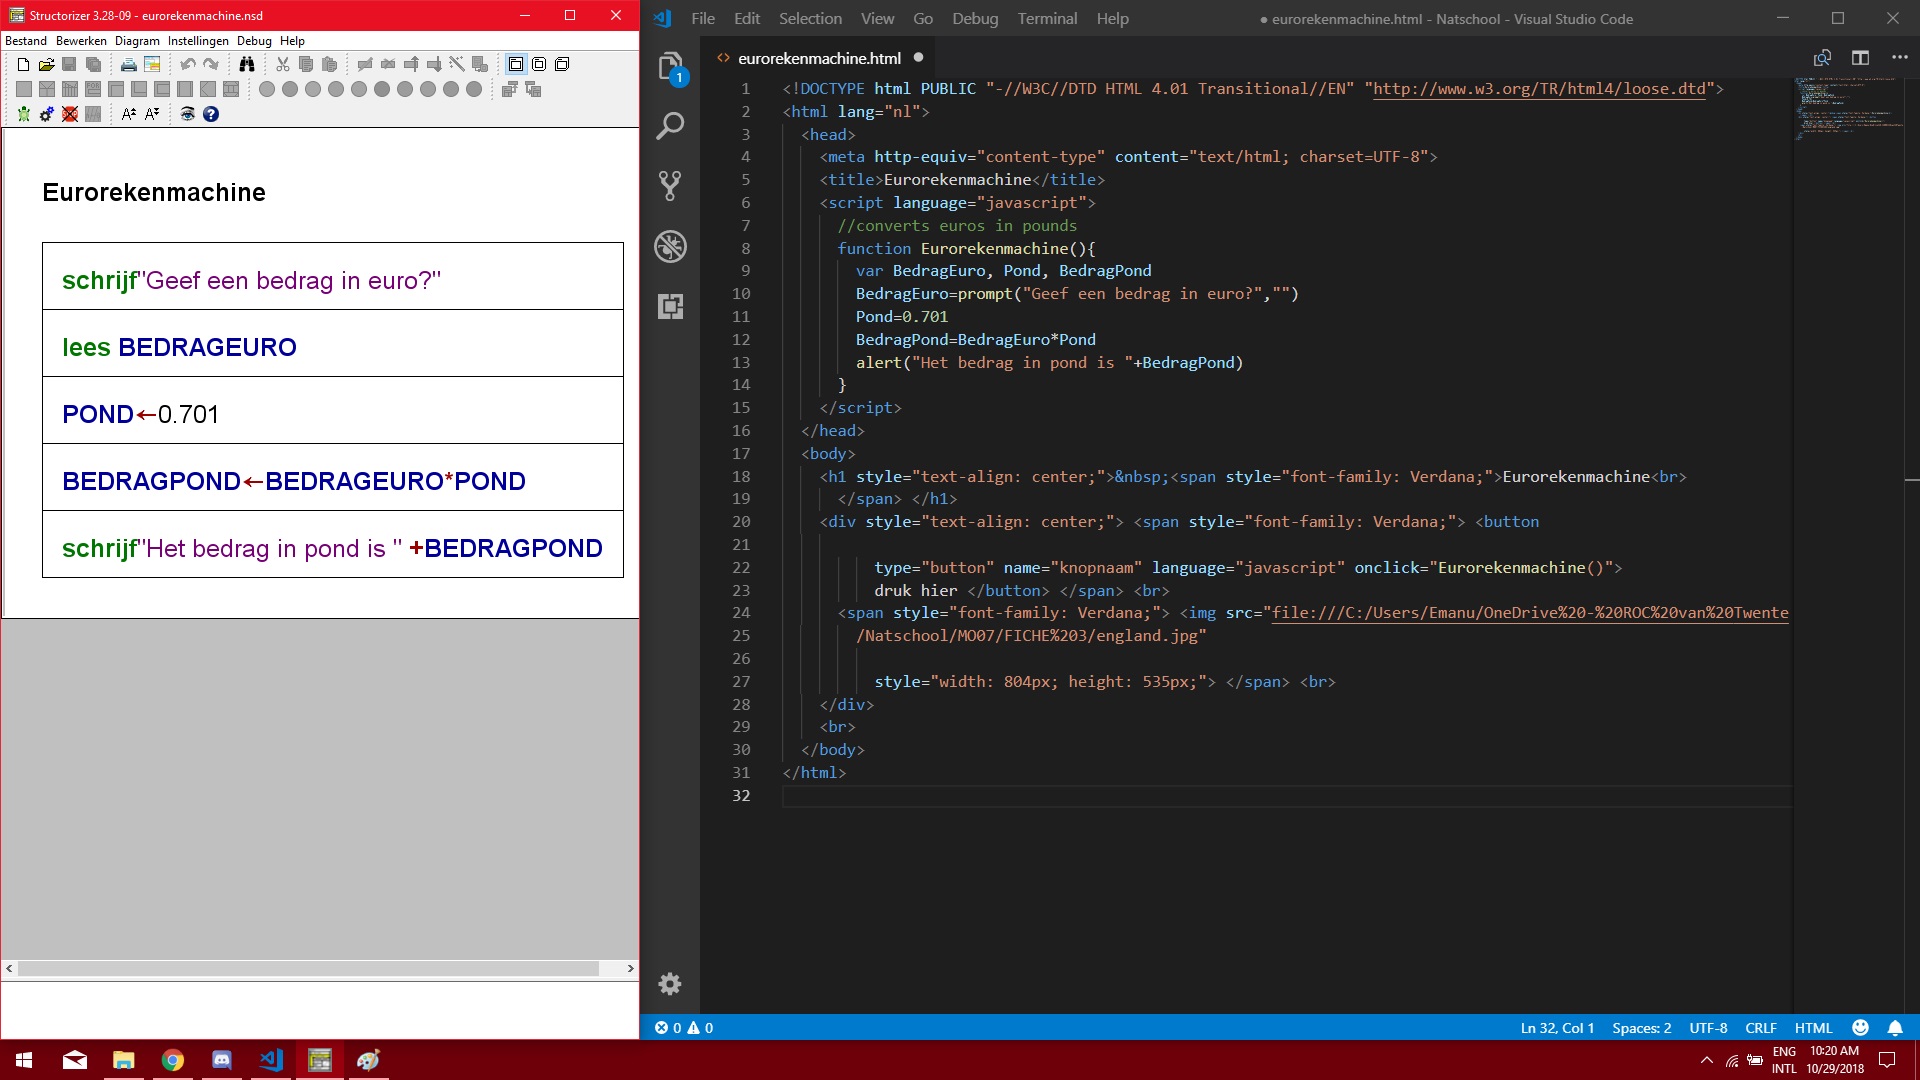 Structorizer 3.28-09 - eurorekenmachine.nsd
Bestand Bewerken Diagram Instellingen Debug Help
Eurorekenmachine
schrijf"Geef een bedrag in euro?"
lees BEDRAGEURO
POND←0.701
BEDRAGPOND←BEDRAGEURO*POND
schrijf"Het bedrag in pond is " +BEDRAGPOND
File Edit Selection View Go Debug Terminal Help
● eurorekenmachine.html - Natschool - Visual Studio Code
1
<> eurorekenmachine.html ●
1 <!DOCTYPE html PUBLIC "-//W3C//DTD HTML 4.01 Transitional//EN" "http://www.w3.org/TR/html4/loose.dtd">
2 <html lang="nl">
3 <head>
4 <meta http-equiv="content-type" content="text/html; charset=UTF-8">
5 <title>Eurorekenmachine</title>
6 <script language="javascript">
7 //converts euros in pounds
8 function Eurorekenmachine(){
9 var BedragEuro, Pond, BedragPond
10 BedragEuro=prompt("Geef een bedrag in euro?","")
11 Pond=0.701
12 BedragPond=BedragEuro*Pond
13 alert("Het bedrag in pond is "+BedragPond)
14 }
15 </script>
16 </head>
17 <body>
18 <h1 style="text-align: center;">&nbsp;<span style="font-family: Verdana;">Eurorekenmachine<br>
19 </span> </h1>
20 <div style="text-align: center;"> <span style="font-family: Verdana;"> <button
21
22 type="button" name="knopnaam" language="javascript" onclick="Eurorekenmachine()">
23 druk hier </button> </span> <br>
24 <span style="font-family: Verdana;"> <img src="file:///C:/Users/Emanu/OneDrive%20-%20ROC%20van%20Twente
25 /Natschool/MO07/FICHE%203/england.jpg"
26
27 style="width: 804px; height: 535px;"> </span> <br>
28 </div>
29 <br>
30 </body>
31 </html>
32
0 0
Ln 32, Col 1 Spaces: 2 UTF-8 CRLF HTML
ENG 10:20 AM
INTL 10/29/2018